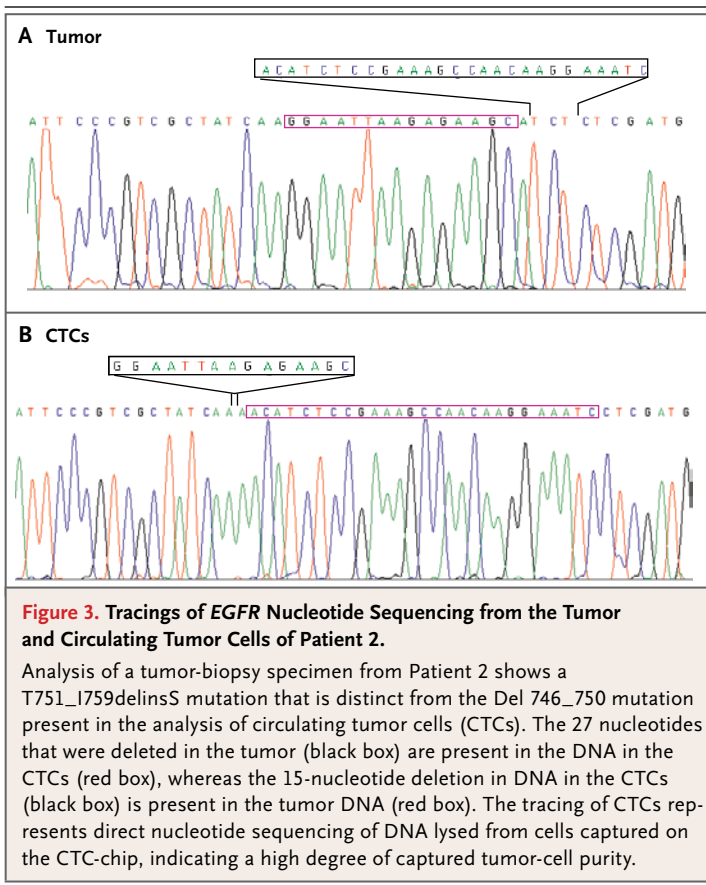 A Tumor
ACATCTCCGAAAGCCAACAAGGAAATC
ATTCCCGTCGCTATCAAGGAATTAAGAGAAGCATCTCTCGATG
B CTCs
GGAATTAAGAGAAGC
ATTCCCGTCGCTATCAAAACATCTCCGAAAGCCAACAAGGAAATCCTCGATG
Figure 3. Tracings of EGFR Nucleotide Sequencing from the Tumor
and Circulating Tumor Cells of Patient 2.
Analysis of a tumor-biopsy specimen from Patient 2 shows a
T751_I759delinsS mutation that is distinct from the Del 746_750 mutation
present in the analysis of circulating tumor cells (CTCs). The 27 nucleotides
that were deleted in the tumor (black box) are present in the DNA in the
CTCs (red box), whereas the 15-nucleotide deletion in DNA in the CTCs
(black box) is present in the tumor DNA (red box). The tracing of CTCs rep-
resents direct nucleotide sequencing of DNA lysed from cells captured on
the CTC-chip, indicating a high degree of captured tumor-cell purity.